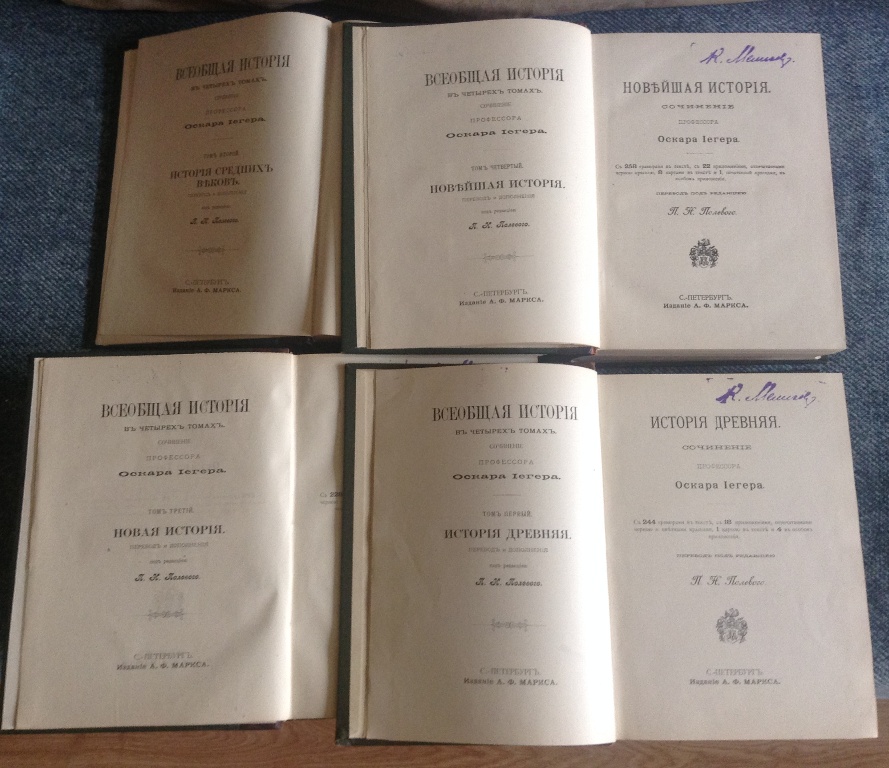 ВСЕОБЩАЯ ИСТОРІЯ
ВЪ ЧЕТЫРЕХЪ ТОМАХЪ.
СОЧИНЕНІЕ
ПРОФЕССОРА
Оскара Іегера.
ТОМЪ ВТОРОЙ.
ИСТОРІЯ СРЕДНИХЪ
ВѢКОВЪ.
подъ редакціею
П. Н. Полевого.
С.-ПЕТЕРБУРГЪ.
Изданіе А. Ф. МАРКСА.
ВСЕОБЩАЯ ИСТОРІЯ
ВЪ ЧЕТЫРЕХЪ ТОМАХЪ.
СОЧИНЕНІЕ
ПРОФЕССОРА
Оскара Іегера.
ТОМЪ ЧЕТВЕРТЫЙ.
НОВѢЙШАЯ ИСТОРІЯ.
ПЕРЕВОДЪ и ДОПОЛНЕНІЯ
подъ редакціею
П. Н. Полевого.
С.-ПЕТЕРБУРГЪ.
Изданіе А. Ф. МАРКСА.
НОВѢЙШАЯ ИСТОРІЯ.
СОЧИНЕНІЕ
ПРОФЕССОРА
Оскара Іегера.
ПЕРЕВОДЪ ПОДЪ РЕДАКЦІЕЮ
П. Н. Полевого.
С.-ПЕТЕРБУРГЪ.
Изданіе А. Ф. МАРКСА.
ВСЕОБЩАЯ ИСТОРІЯ
ВЪ ЧЕТЫРЕХЪ ТОМАХЪ.
СОЧИНЕНІЕ
ПРОФЕССОРА
Оскара Іегера.
ТОМЪ ТРЕТІЙ.
НОВАЯ ИСТОРІЯ.
ПЕРЕВОДЪ и ДОПОЛНЕНІЯ
подъ редакціею
П. Н. Полевого.
С.-ПЕТЕРБУРГЪ.
Изданіе А. Ф. МАРКСА.
ВСЕОБЩАЯ ИСТОРІЯ
ВЪ ЧЕТЫРЕХЪ ТОМАХЪ.
СОЧИНЕНІЕ
ПРОФЕССОРА
Оскара Іегера.
ТОМЪ ПЕРВЫЙ.
ИСТОРІЯ ДРЕВНЯЯ.
ПЕРЕВОДЪ и ДОПОЛНЕНІЯ
подъ редакціею
П. Н. Полевого.
С.-ПЕТЕРБУРГЪ.
Изданіе А. Ф. МАРКСА.
ИСТОРІЯ ДРЕВНЯЯ.
СОЧИНЕНІЕ
ПРОФЕССОРА
Оскара Іегера.
ПЕРЕВОДЪ ПОДЪ РЕДАКЦІЕЮ
П. Н. Полевого.
С.-ПЕТЕРБУРГЪ.
Изданіе А. Ф. МАРКСА.